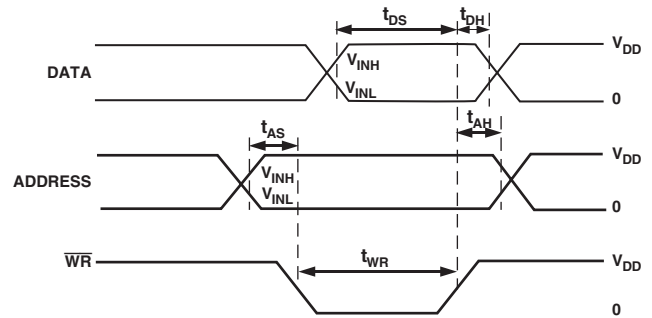 tDS tDH
VDD
DATA
VINH
VINL
0
tAS tAH
VDD
ADDRESS
VINH
VINL
0
WR
tWR
VDD
0